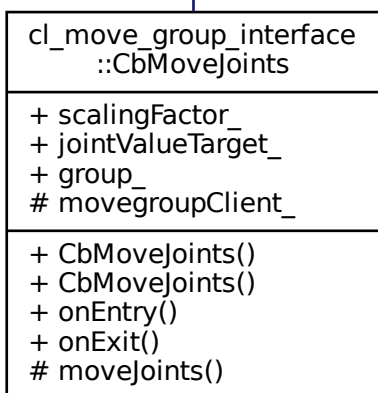 cl_move_group_interface
::CbMoveJoints
+ scalingFactor_
+ jointValueTarget_
+ group_
# movegroupClient_
+ CbMoveJoints()
+ CbMoveJoints()
+ onEntry()
+ onExit()
# moveJoints()